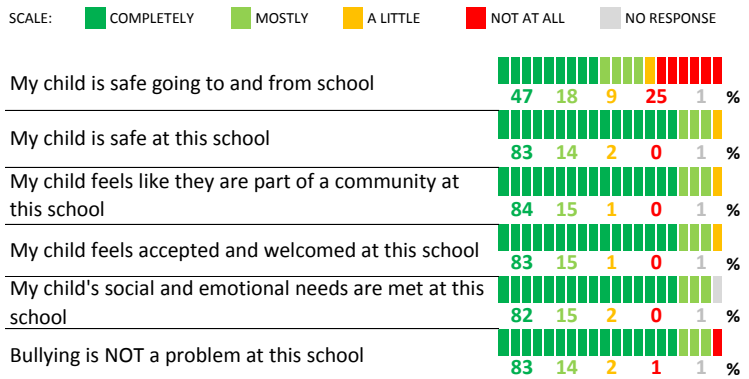 SCALE: COMPLETELY MOSTLY A LITTLE NOT AT ALL NO RESPONSE
My child is safe going to and from school
47 18 9 25 1 %
My child is safe at this school
83 14 2 0 1 %
My child feels like they are part of a community at
this school
84 15 1 0 1 %
My child feels accepted and welcomed at this school
83 15 1 0 1 %
My child's social and emotional needs are met at this
school
82 15 2 0 1 %
Bullying is NOT a problem at this school
83 14 2 1 1 %